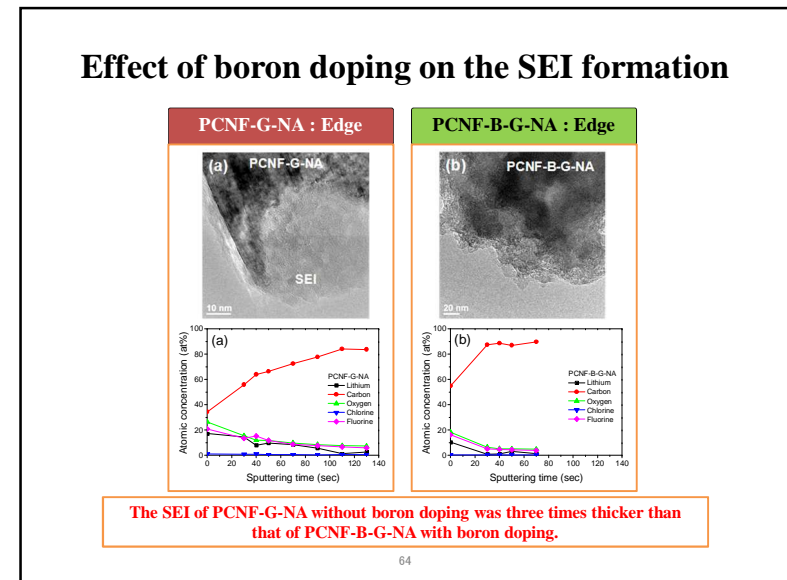 Effect of boron doping on the SEI formation
PCNF-G-NA : Edge
PCNF-B-G-NA : Edge
(a)
PCNF-G-NA
SEI
10 nm
(b)
PCNF-B-G-NA
20 nm
Atomic concentration (at%)
100
80
60
40
20
0
(a)
PCNF-G-NA
Lithium
Carbon
Oxygen
Chlorine
Fluorine
0 20 40 60 80 100 120 140
Sputtering time (sec)
Atomic concentration (at%)
100
80
60
40
20
0
(b)
PCNF-B-G-NA
Lithium
Carbon
Oxygen
Chlorine
Fluorine
0 20 40 60 80 100 120 140
Sputtering time (sec)
The SEI of PCNF-G-NA without boron doping was three times thicker than
that of PCNF-B-G-NA with boron doping.
64